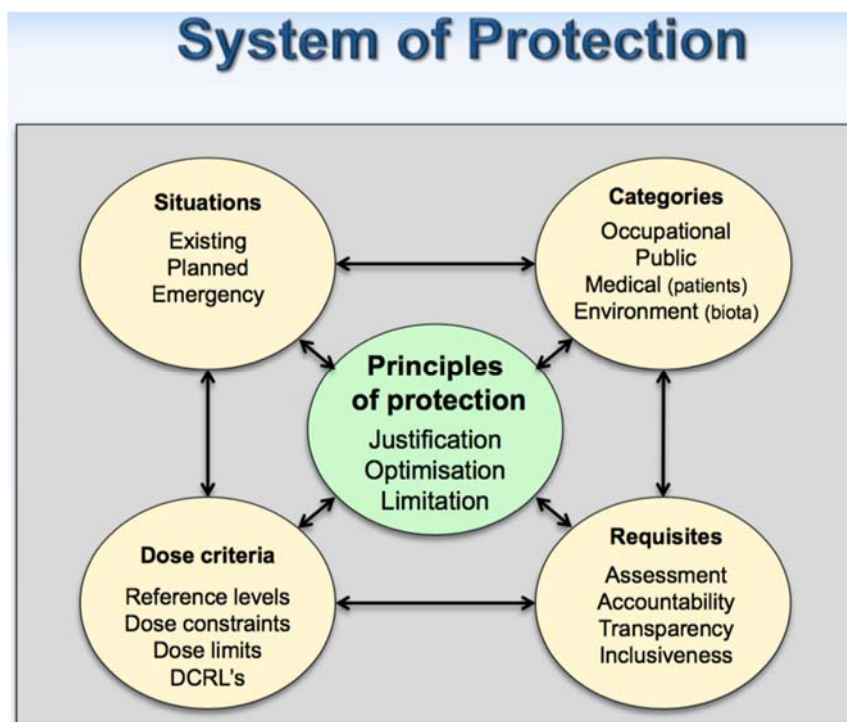 System of Protection
Situations
Existing
Planned
Emergency
Categories
Occupational
Public
Medical (patients)
Environment (biota)
Principles
of protection
Justification
Optimisation
Limitation
Dose criteria
Reference levels
Dose constraints
Dose limits
DCRL's
Requisites
Assessment
Accountability
Transparency
Inclusiveness